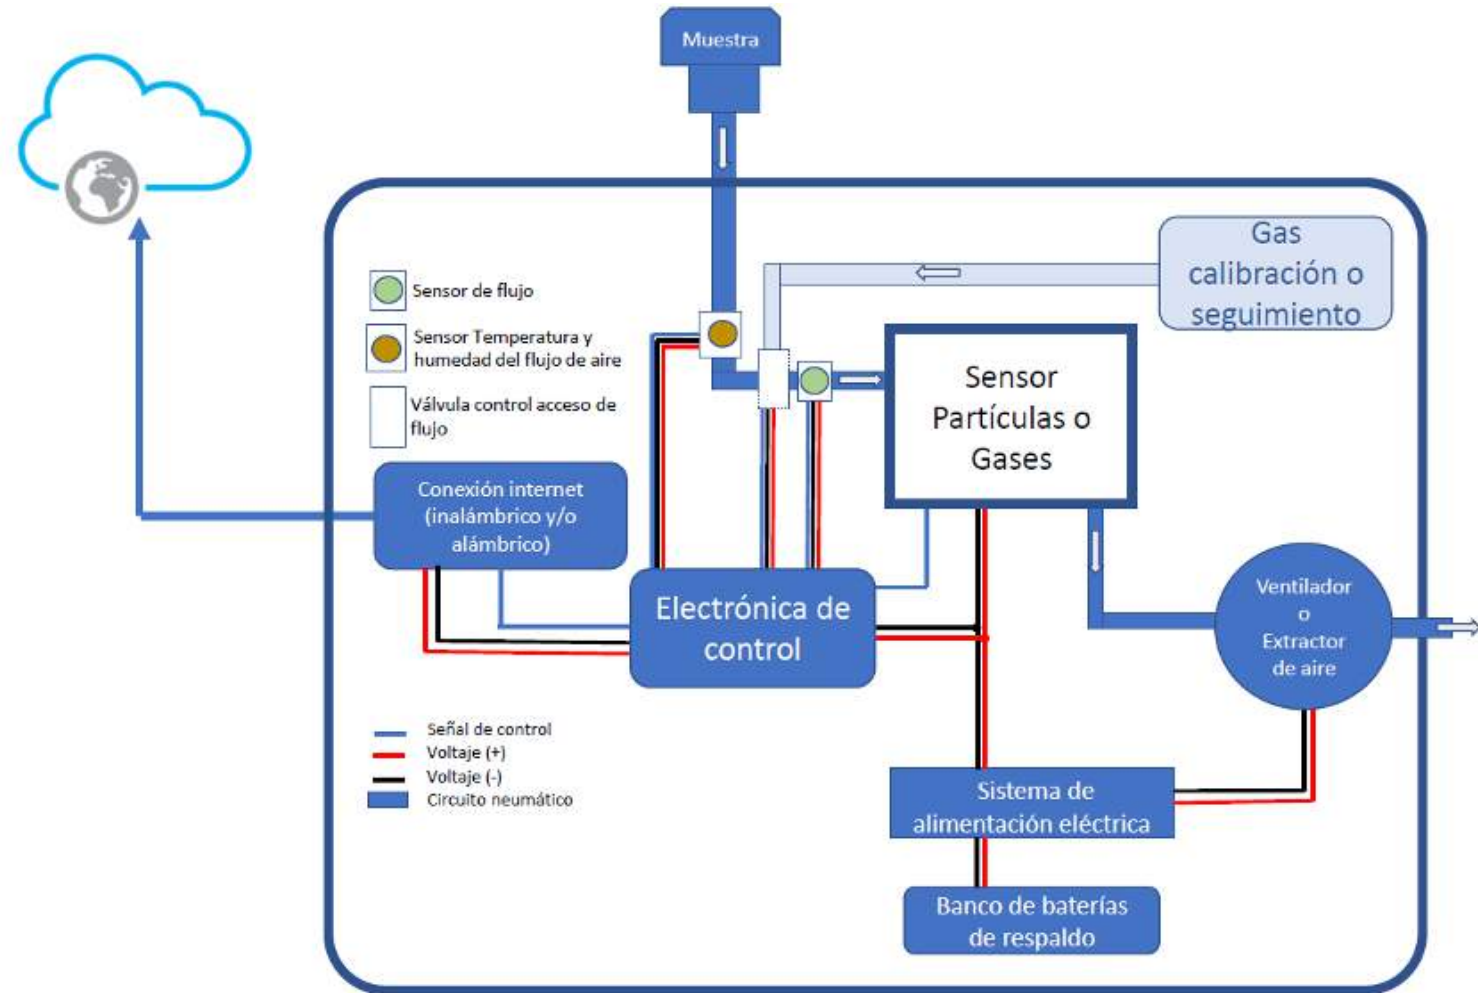 Muestra
Gas
calibración o
seguimiento
Sensor de flujo
Sensor Temperatura y
humedad del flujo de aire
Válvula control acceso de
flujo
Sensor
Partículas o
Gases
Conexión internet
(inalámbrico y/o
alámbrico)
Electrónica de
control
Ventilador
o
Extractor
de aire
Señal de control
Voltaje (+)
Voltaje (-)
Circuito neumático
Sistema de
alimentación eléctrica
Banco de baterías
de respaldo